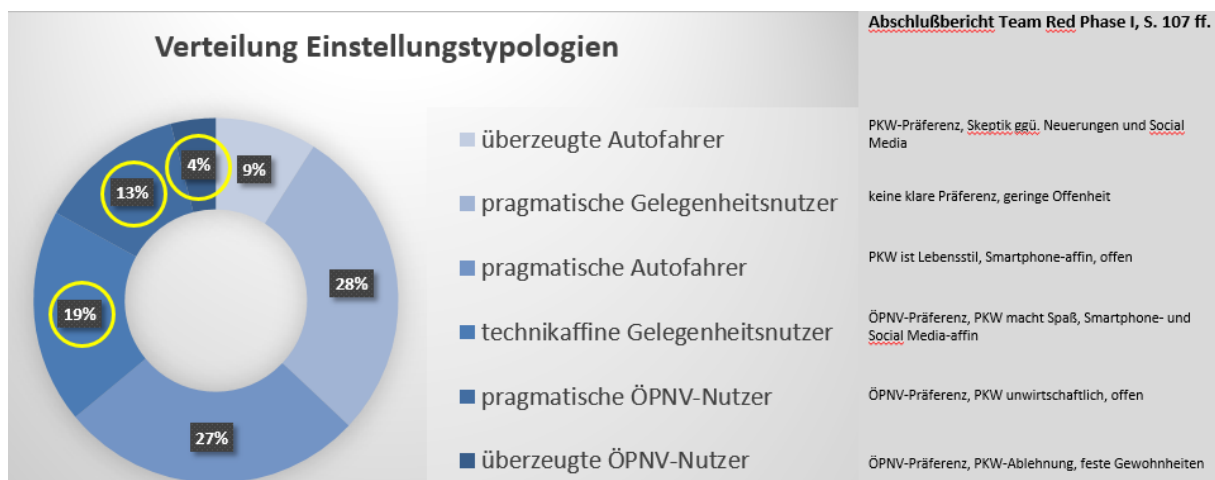 Verteilung Einstellungstypologien
4%
9%
13%
28%
19%
27%
überzeugte Autofahrer
pragmatische Gelegenheitsnutzer
pragmatische Autofahrer
technikaffine Gelegenheitsnutzer
pragmatische ÖPNV-Nutzer
überzeugte ÖPNV-Nutzer
Abschlußbericht Team Red Phase I, S. 107 ff.
PKW-Präferenz, Skeptik ggü. Neuerungen und Social
Media
keine klare Präferenz, geringe Offenheit
PKW ist Lebensstil, Smartphone-affin, offen
ÖPNV-Präferenz, PKW macht Spaß, Smartphone- und
Social Media-affin
ÖPNV-Präferenz, PKW unwirtschaftlich, offen
ÖPNV-Präferenz, PKW-Ablehnung, feste Gewohnheiten